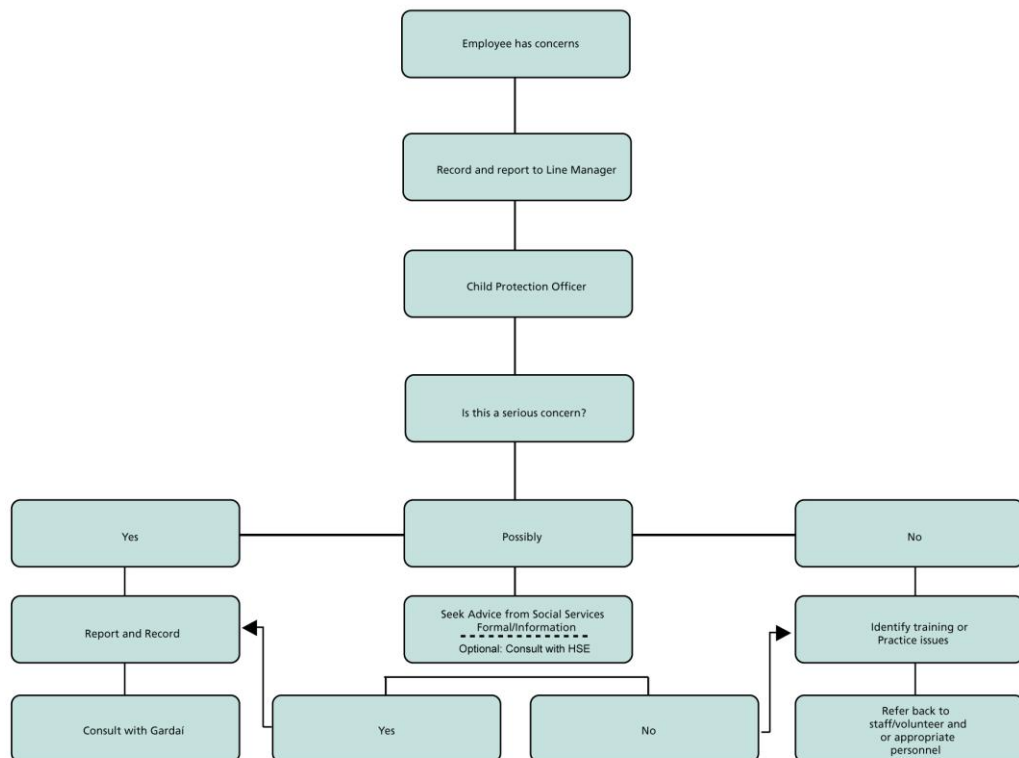 Employee has concerns
Record and report to Line Manager
Child Protection Officer
Is this a serious concern?
Yes
Possibly
No
Report and Record
Seek Advice from Social Services
Formal/Information
Optional: Consult with HSE
Identify training or
Practice issues
Consult with Gardaí
Yes
No
Refer back to
staff/volunteer and
or appropriate
personnel